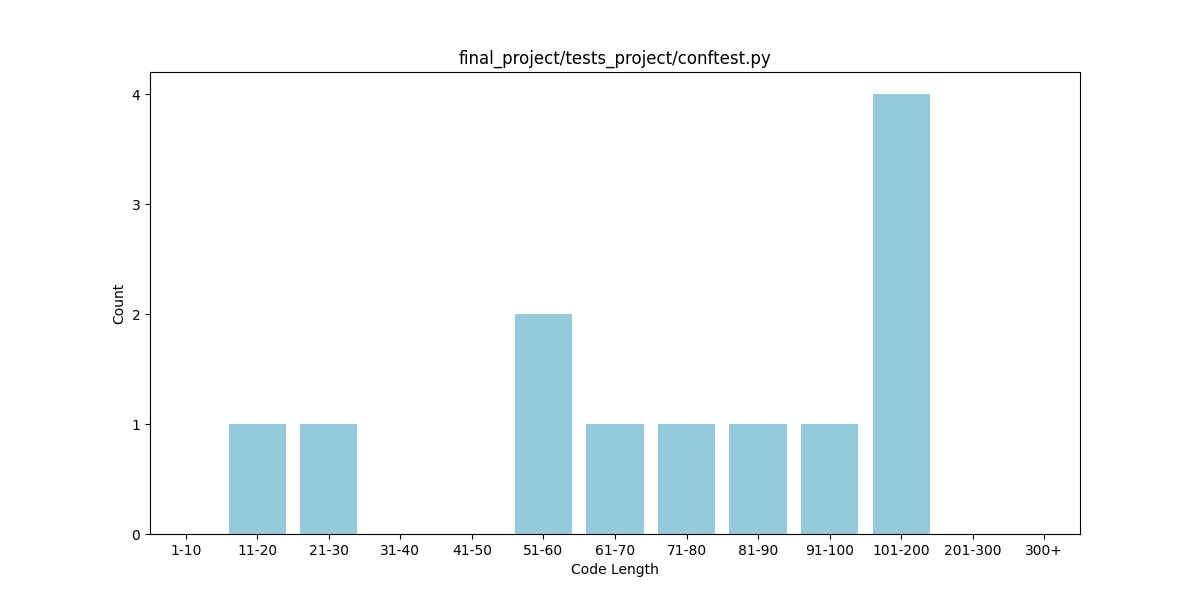 final_project/tests_project/conftest.py
4
3
2
1
0
Count
1-10 11-20 21-30 31-40 41-50 51-60 61-70 71-80 81-90 91-100 101-200 201-300 300+
Code Length